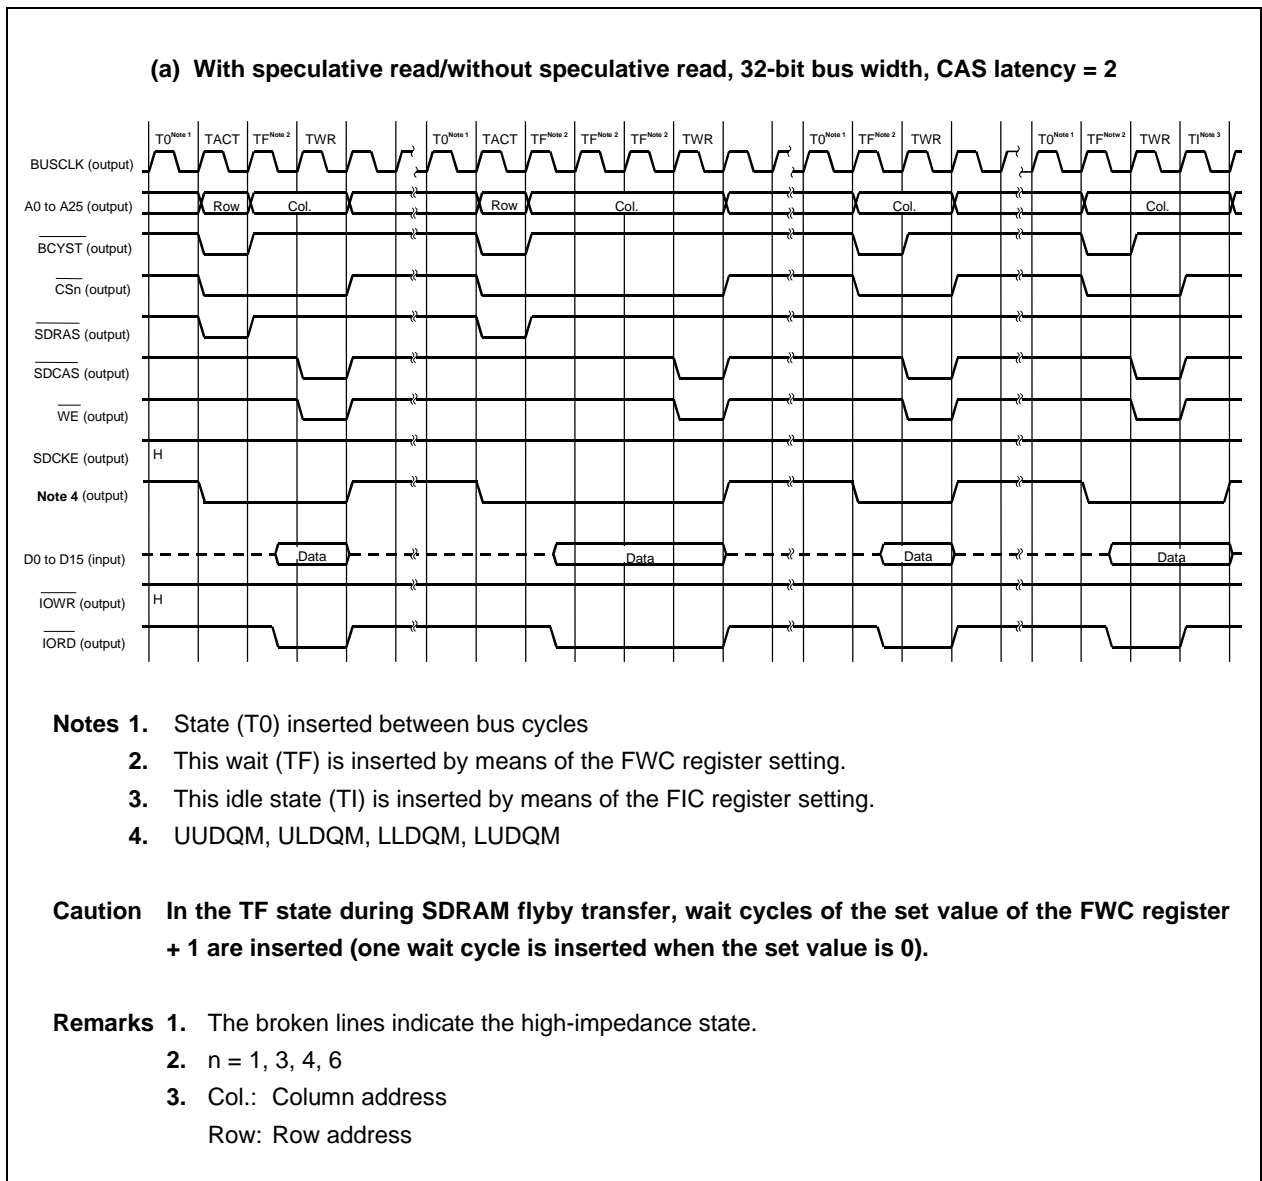 (a) With speculative read/without speculative read, 32-bit bus width, CAS latency = 2
T0Note 1 TACT TFNote 2 TWR T0Note 1 TACT TFNote 2 TFNote 2 TFNote 2 TWR T0Note 1 TFNote 2 TWR T0Note 1 TFNotw 2 TWR TINote 3
BUSCLK (output)
A0 to A25 (output) Row Col. Row Col. Col. Col.
BCYST (output)
CSn (output)
SDRAS (output)
SDCAS (output)
WE (output)
SDCKE (output) H
Note 4 (output)
D0 to D15 (input) Data Data Data Data
IOWR (output) H
IORD (output)
Notes 1. State (T0) inserted between bus cycles
2. This wait (TF) is inserted by means of the FWC register setting.
3. This idle state (TI) is inserted by means of the FIC register setting.
4. UUDQM, ULDQM, LLDQM, LUDQM
Caution In the TF state during SDRAM flyby transfer, wait cycles of the set value of the FWC register
+ 1 are inserted (one wait cycle is inserted when the set value is 0).
Remarks 1. The broken lines indicate the high-impedance state.
2. n = 1, 3, 4, 6
3. Col.: Column address
Row: Row address